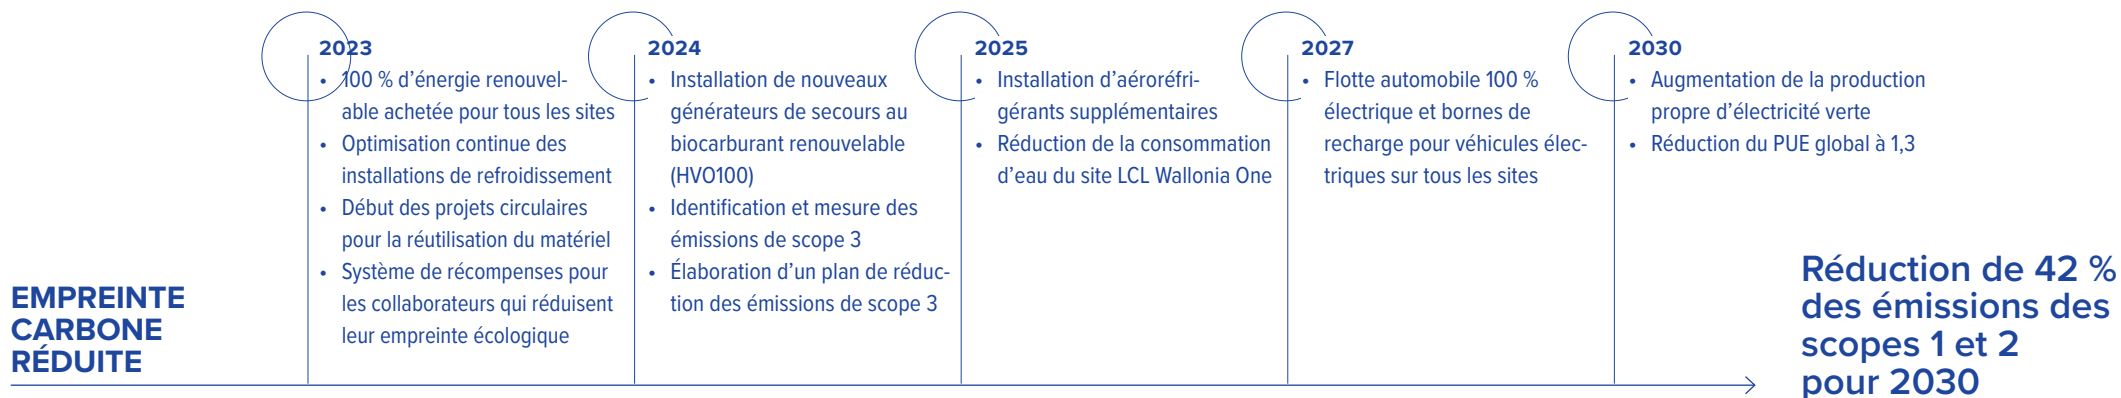 EMPREINTE
CARBONE
RÉDUITE
2023
• 100 % d’énergie renouvel-
able achetée pour tous les sites
• Optimisation continue des
installations de refroidissement
• Début des projets circulaires
pour la réutilisation du matériel
• Système de récompenses pour
les collaborateurs qui réduisent
leur empreinte écologique
2024
• Installation de nouveaux
générateurs de secours au
biocarburant renouvelable
(HVO100)
• Identification et mesure des
émissions de scope 3
• Élaboration d’un plan de réduc-
tion des émissions de scope 3
2025
• Installation d’aéroréfri-
gérants supplémentaires
• Réduction de la consommation
d’eau du site LCL Wallonia One
2027
• Flotte automobile 100 %
électrique et bornes de
recharge pour véhicules élec-
triques sur tous les sites
2030
• Augmentation de la production
propre d’électricité verte
• Réduction du PUE global à 1,3
Réduction de 42 %
des émissions des
scopes 1 et 2
pour 2030